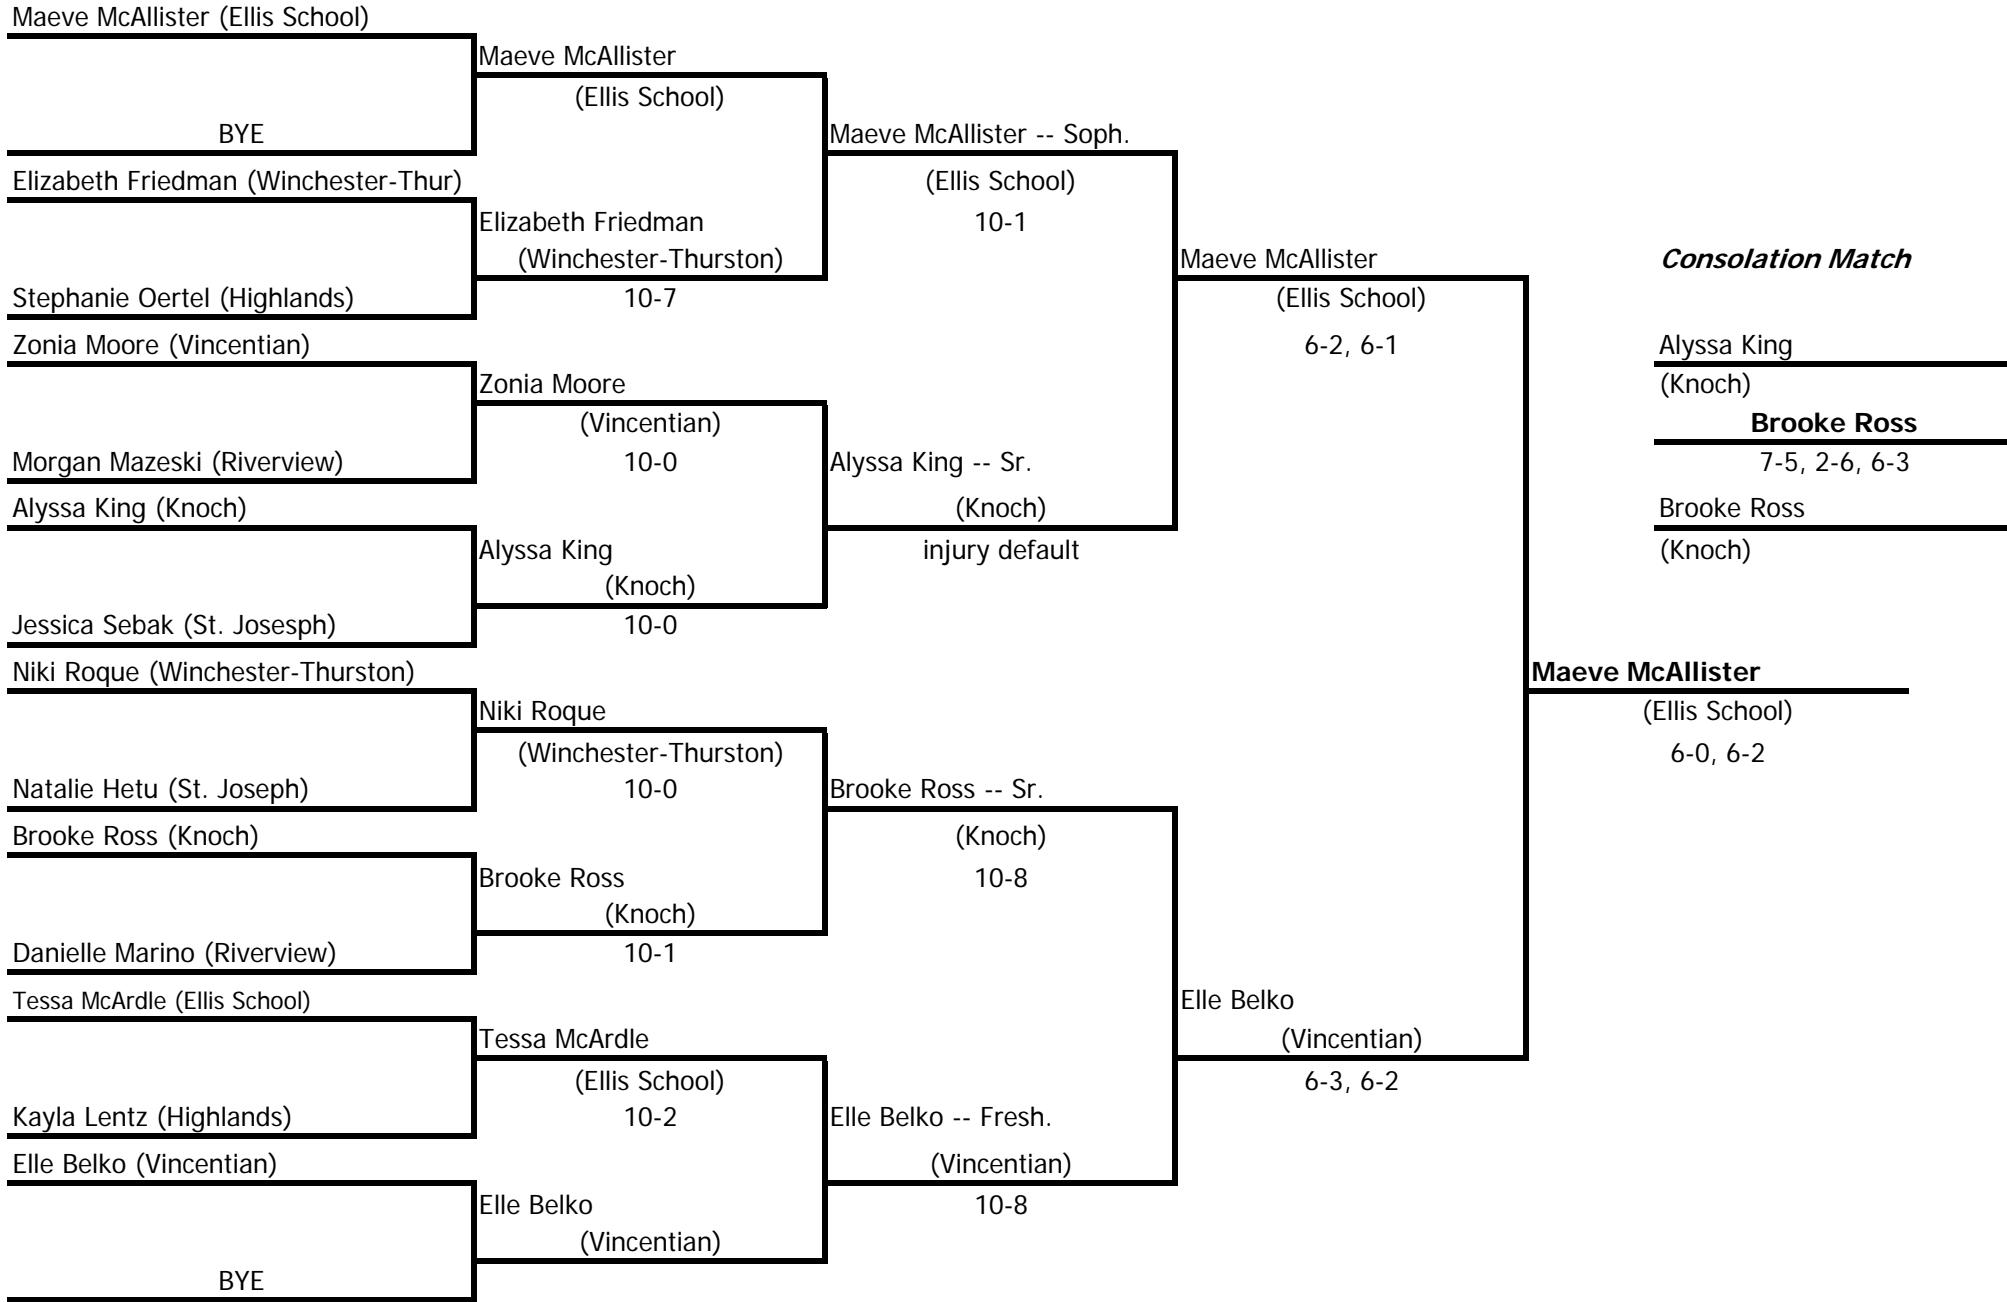 Maeve McAllister (Ellis School)
BYE
Elizabeth Friedman (Winchester-Thur)
Stephanie Oertel (Highlands)
Zonia Moore (Vincentian)
Morgan Mazeski (Riverview)
Alyssa King (Knoch)
Jessica Sebak (St. Josesph)
Niki Roque (Winchester-Thurston)
Natalie Hetu (St. Joseph)
Brooke Ross (Knoch)
Danielle Marino (Riverview)
Tessa McArdle (Ellis School)
Kayla Lentz (Highlands)
Elle Belko (Vincentian)
BYE
Maeve McAllister
(Ellis School)
Elizabeth Friedman
(Winchester-Thurston)
10-7
Zonia Moore
(Vincentian)
10-0
Alyssa King
(Knoch)
10-0
Niki Roque
(Winchester-Thurston)
10-0
Brooke Ross
(Knoch)
10-1
Tessa McArdle
(Ellis School)
10-2
Elle Belko
(Vincentian)
Maeve McAllister -- Soph.
(Ellis School)
10-1
Alyssa King -- Sr.
(Knoch)
injury default
Brooke Ross -- Sr.
(Knoch)
10-8
Elle Belko -- Fresh.
(Vincentian)
10-8
Maeve McAllister
(Ellis School)
6-2, 6-1
Elle Belko
(Vincentian)
6-3, 6-2
Maeve McAllister
(Ellis School)
6-0, 6-2
Consolation Match
Alyssa King
(Knoch)
Brooke Ross
7-5, 2-6, 6-3
Brooke Ross
(Knoch)